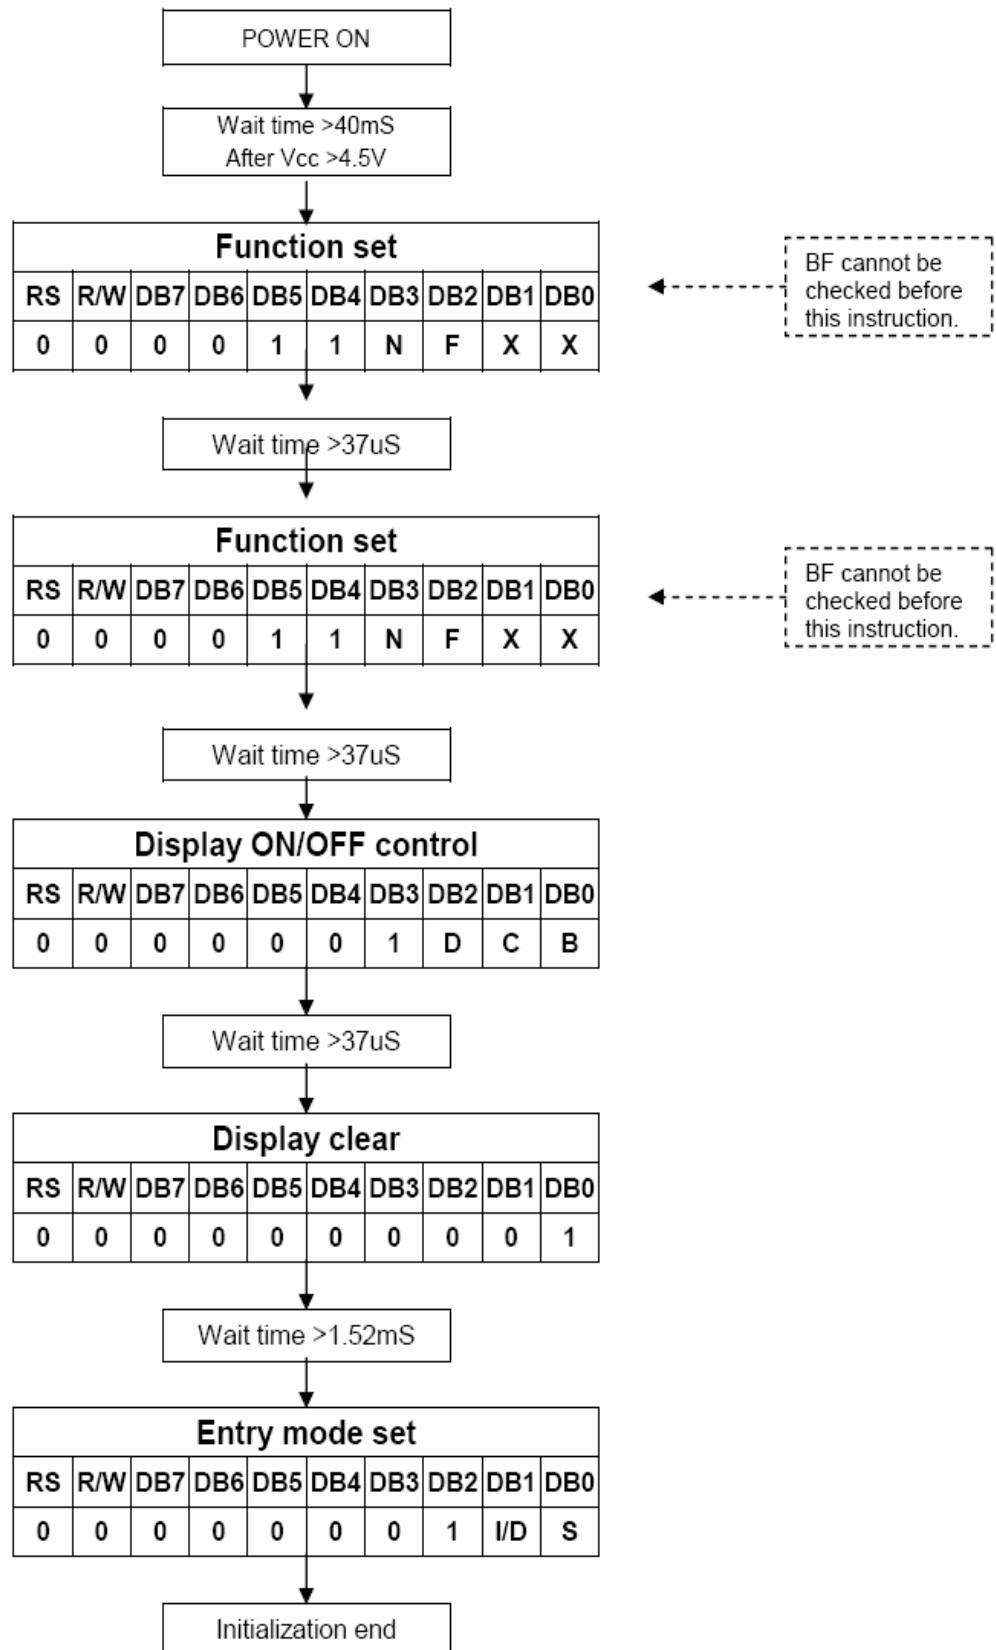 POWER ON
Wait time >40mS
After Vcc >4.5V
Function set
RS R/W DB7 DB6 DB5 DB4 DB3 DB2 DB1 DB0
0 0 0 0 1 1 N F X X
BF cannot be
checked before
this instruction.
Wait time >37uS
Function set
RS R/W DB7 DB6 DB5 DB4 DB3 DB2 DB1 DB0
0 0 0 0 1 1 N F X X
BF cannot be
checked before
this instruction.
Wait time >37uS
Display ON/OFF control
RS R/W DB7 DB6 DB5 DB4 DB3 DB2 DB1 DB0
0 0 0 0 0 0 1 D C B
Wait time >37uS
Display clear
RS R/W DB7 DB6 DB5 DB4 DB3 DB2 DB1 DB0
0 0 0 0 0 0 0 0 0 1
Wait time >1.52mS
Entry mode set
RS R/W DB7 DB6 DB5 DB4 DB3 DB2 DB1 DB0
0 0 0 0 0 0 0 1 I/D S
Initialization end